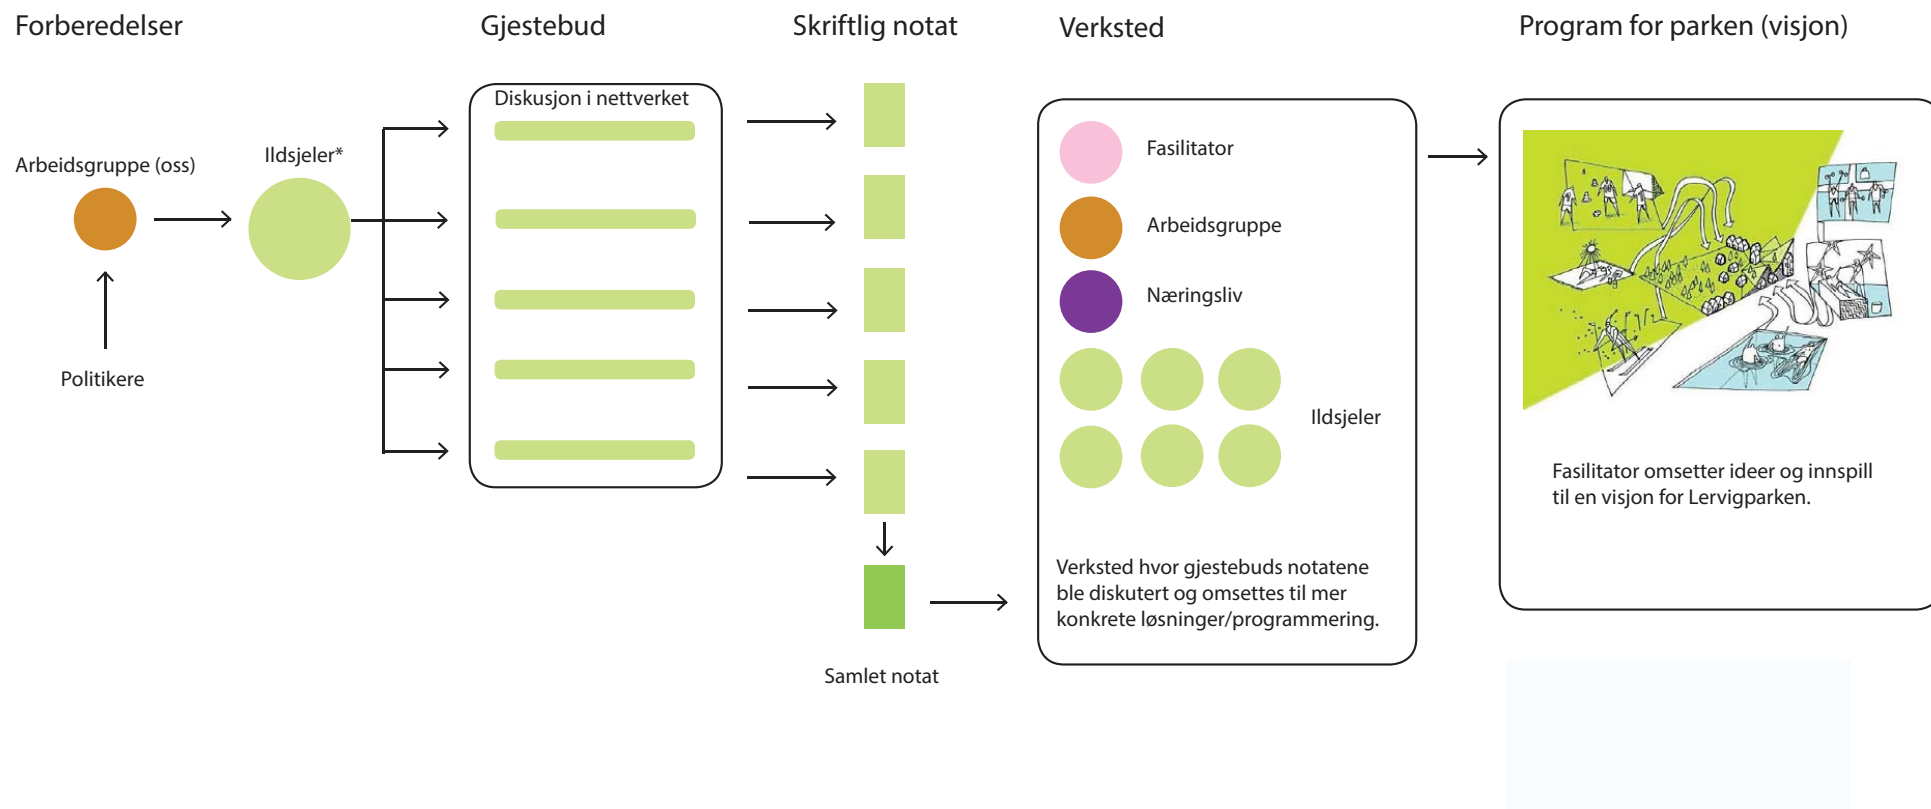 Forberedelser
Gjestebud
Skriftlig notat
Verksted
Program for parken (visjon)
Arbeidsgruppe (oss)
Ildsjeler*
Politikere
Diskusjon i nettverket
Samlet notat
Fasilitator
Arbeidsgruppe
Næringsliv
Ildsjeler
Verksted hvor gjestebuds notatene
ble diskutert og omsettes til mer
konkrete løsninger/programmering.
Fasilitator omsetter ideer og innspill
til en visjon for Lervigparken.